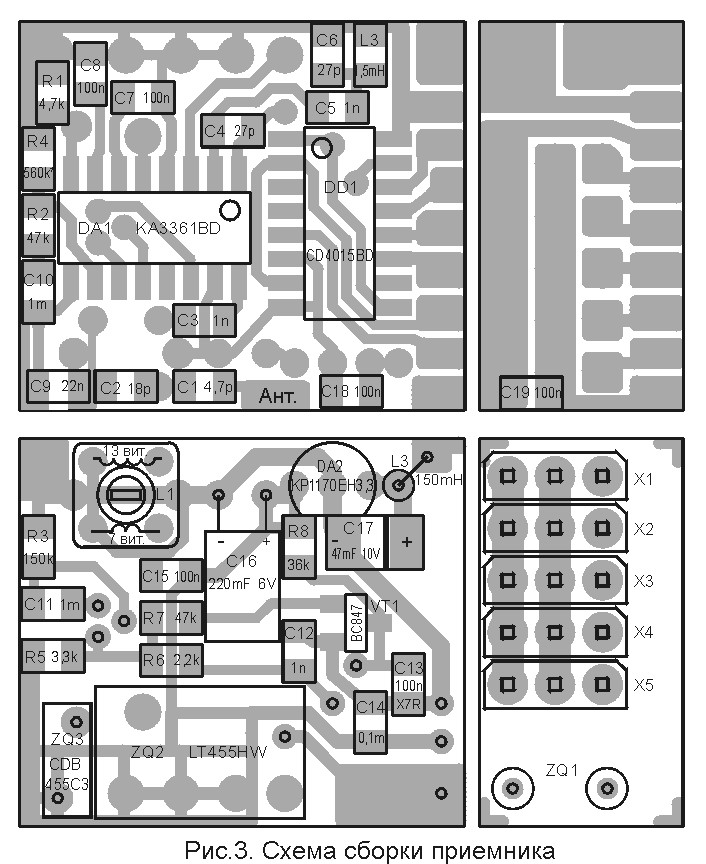 C6
27p
L3
1,5mH
C8
100n
R1
4,7k
C7 100n
C5 1n
C4 27p
R4
560k*
DD1
CD4015BD
R2
47k
DA1 KA3361BD
C10
1m
C3 1n
C9 22n
C2 18p
C1 4,7p
Ант.
C18 100n
C19 100n
13 вит.
L1
7 вит.
DA2
КР1170ЕН3,3
L3
150mH
X1
R3
150k
- +
C16
220mF 6V
R8
36k
C17
- +
47mF 10V
X2
C15 100n
X3
C11 1m
R7 47k
VT1
BC847
C12
1n
X4
R5 3,3k
R6 2,2k
C13
100n
X7R
X5
C14
0,1m
ZQ3
CDB
455C3
ZQ2 LT455HW
ZQ1
Рис.3. Схема сборки приемника